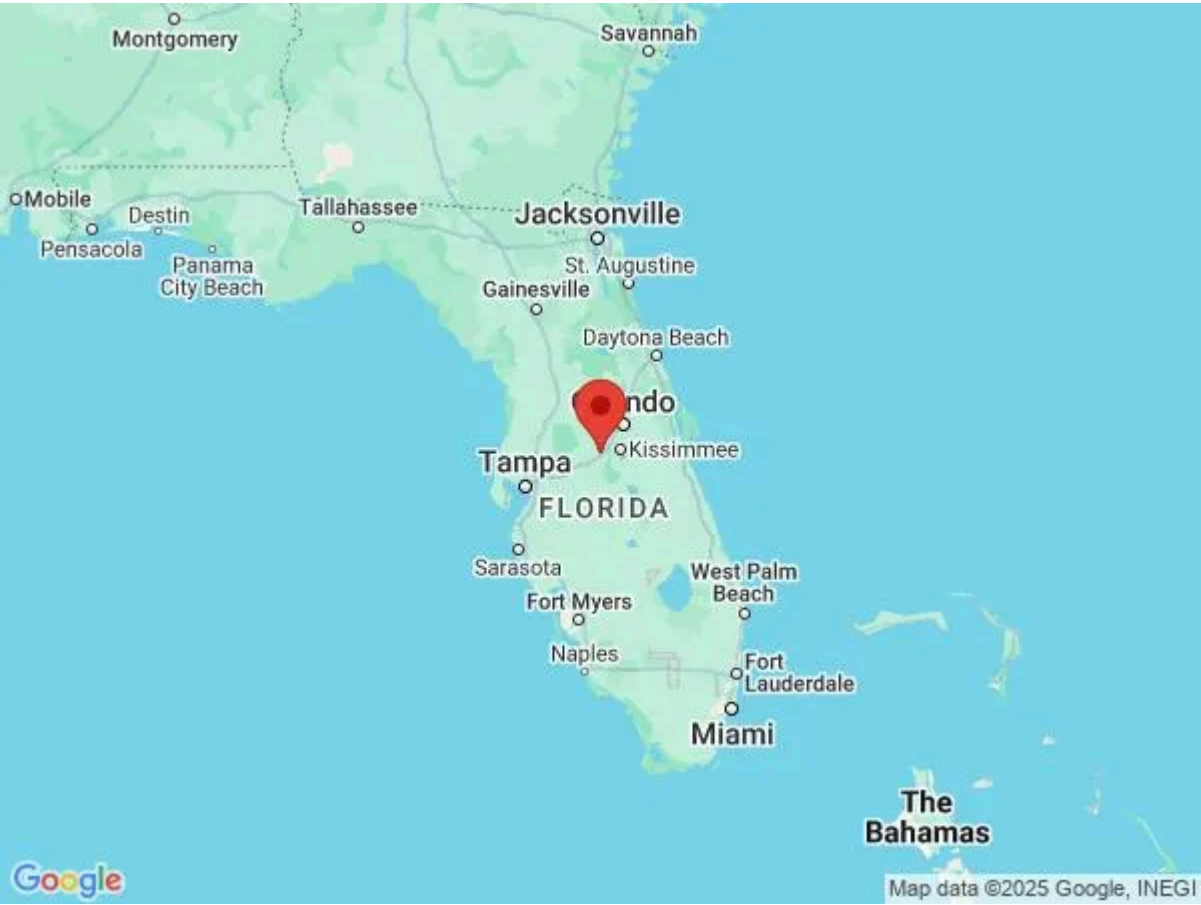 Montgomery
Savannah
Mobile
Pensacola
Destin
Panama
City Beach
Tallahassee
Jacksonville
St. Augustine
Gainesville
Daytona Beach
ndo
Kissimmee
Tampa
FLORIDA
Sarasota
West Palm
Beach
Fort Myers
Naples
Fort
Lauderdale
Miami
The
Bahamas
Google
Map data ©2025 Google, INEGI